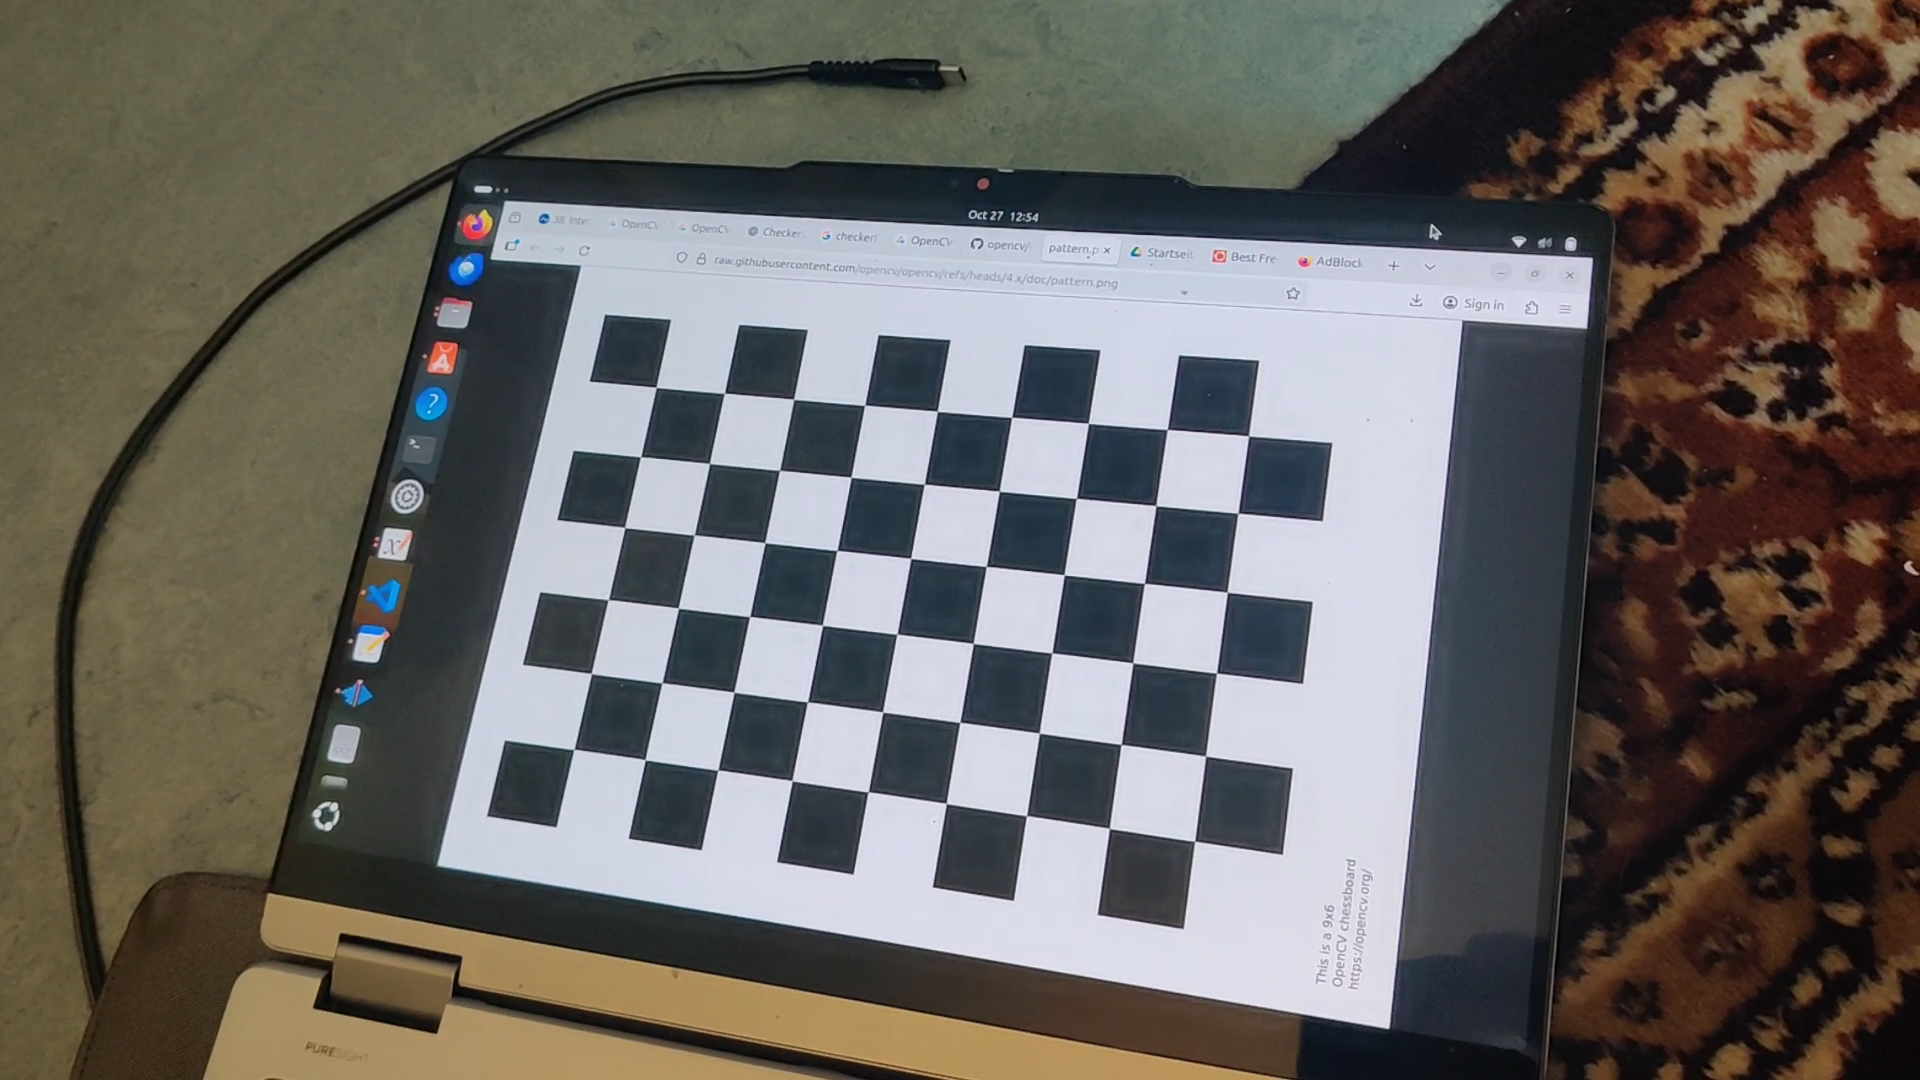 Oct 27 12:54
38: Inte
OpenCV
OpenCV
Checker
checker
OpenCV
opencv/
pattern.p
Startseit
Best Fre
AdBlock
raw.githubusercontent.com/opencv/opencv/refs/heads/4.x/doc/pattern.png
Sign in
This is a 9x6
OpenCV chessboard
https://opencv.org/
PURESIGHT